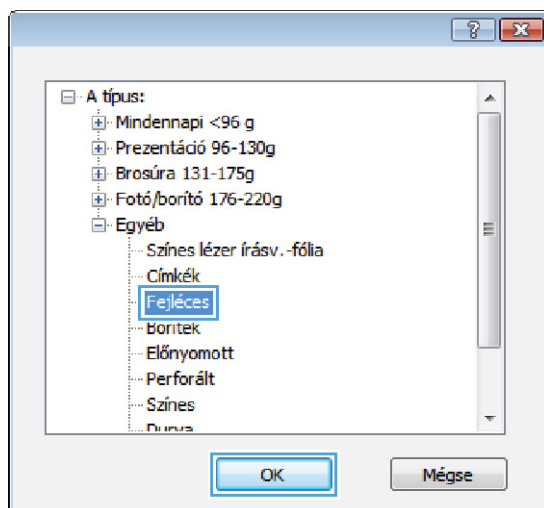 A típus:
Mindennapi <96 g
Prezentáció 96-130g
Brosúra 131-175g
Fotó/borító 176-220g
Egyéb
Színes lézer írásv.-fólia
Címkék
Fejléces
Boríték
Előnyomott
Perforált
Színes
Durva
OK
Mégse